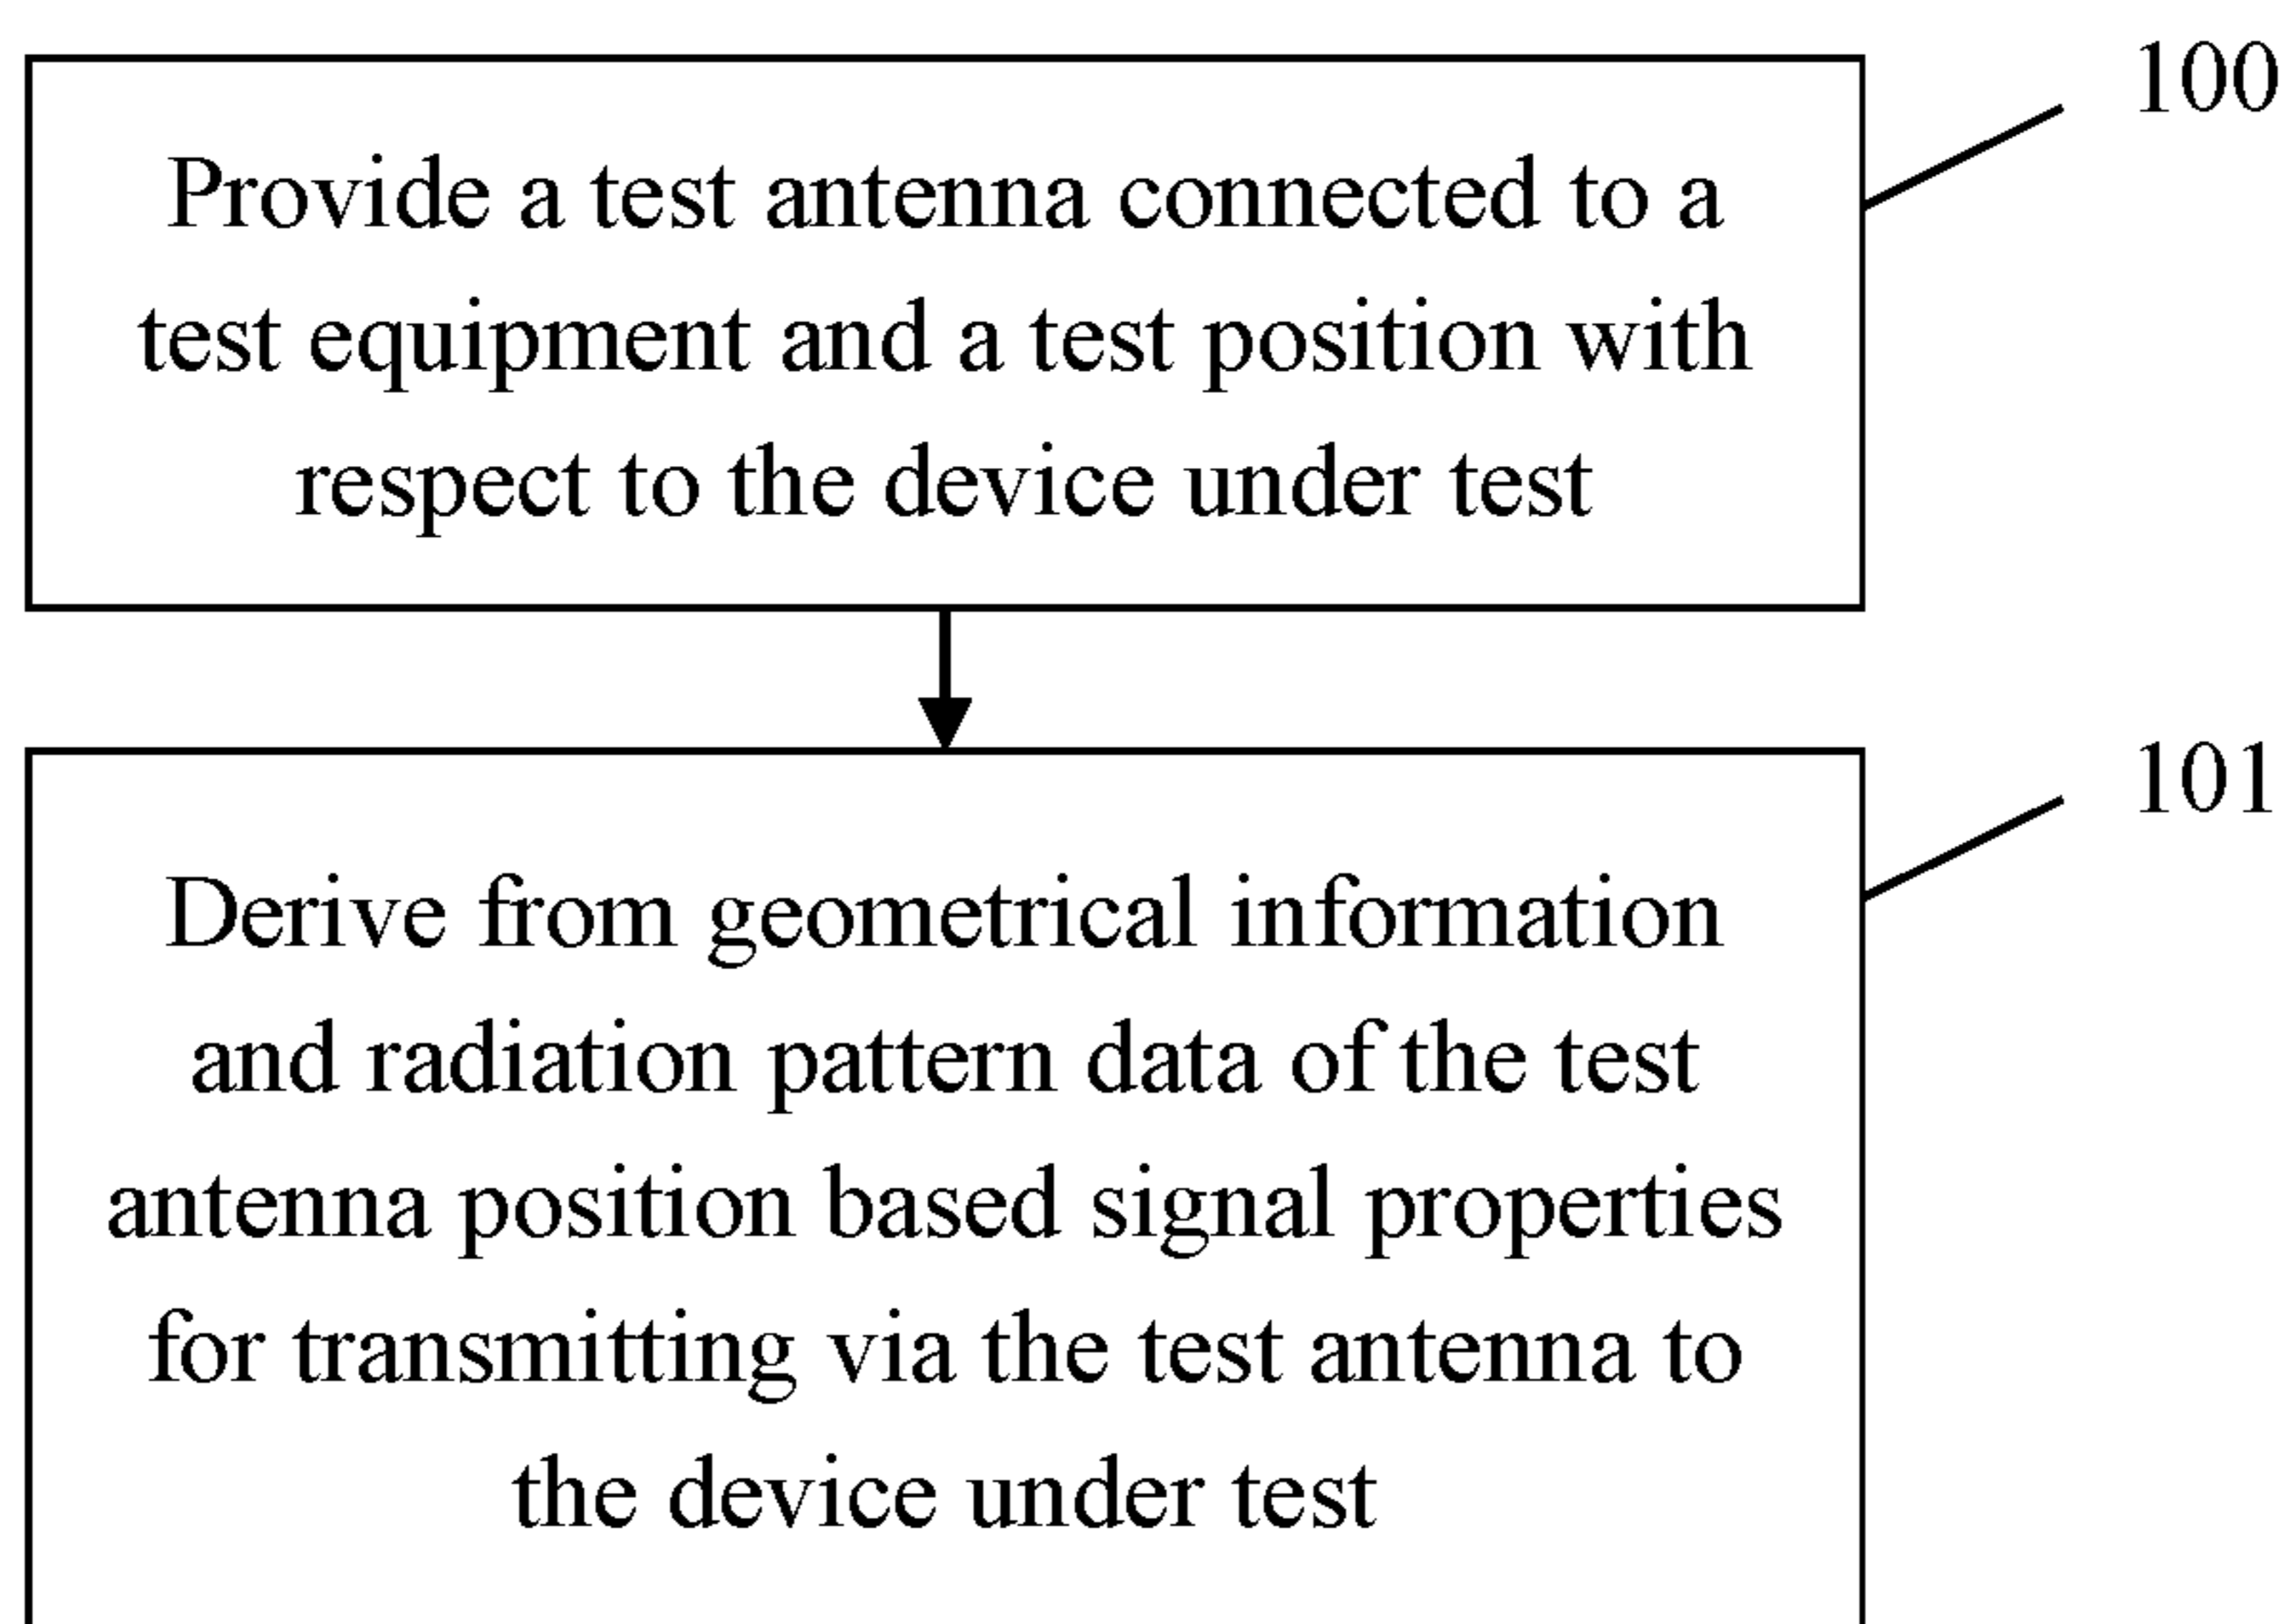 100
Provide a test antenna connected to a
test equipment and a test position with
respect to the device under test
101
Derive from geometrical information
and radiation pattern data of the test
antenna position based signal properties
for transmitting via the test antenna to
the device under test